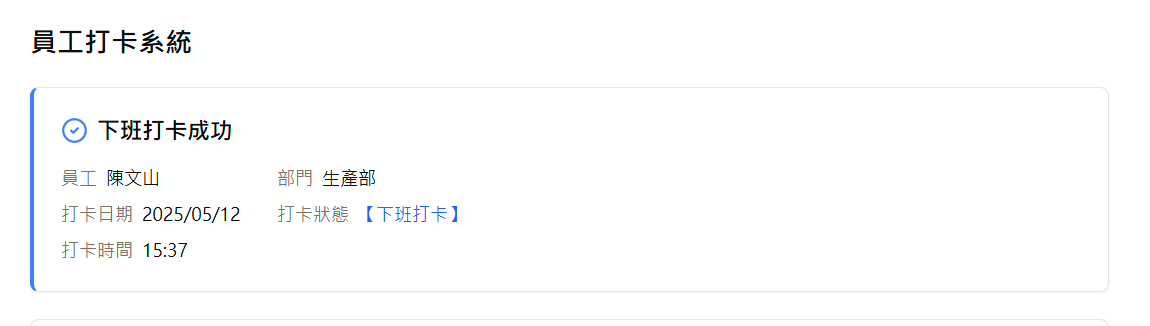 員工打卡系統
下班打卡成功
員工 陳文山 部門 生產部
打卡日期 2025/05/12 打卡狀態 【下班打卡】
打卡時間 15:37